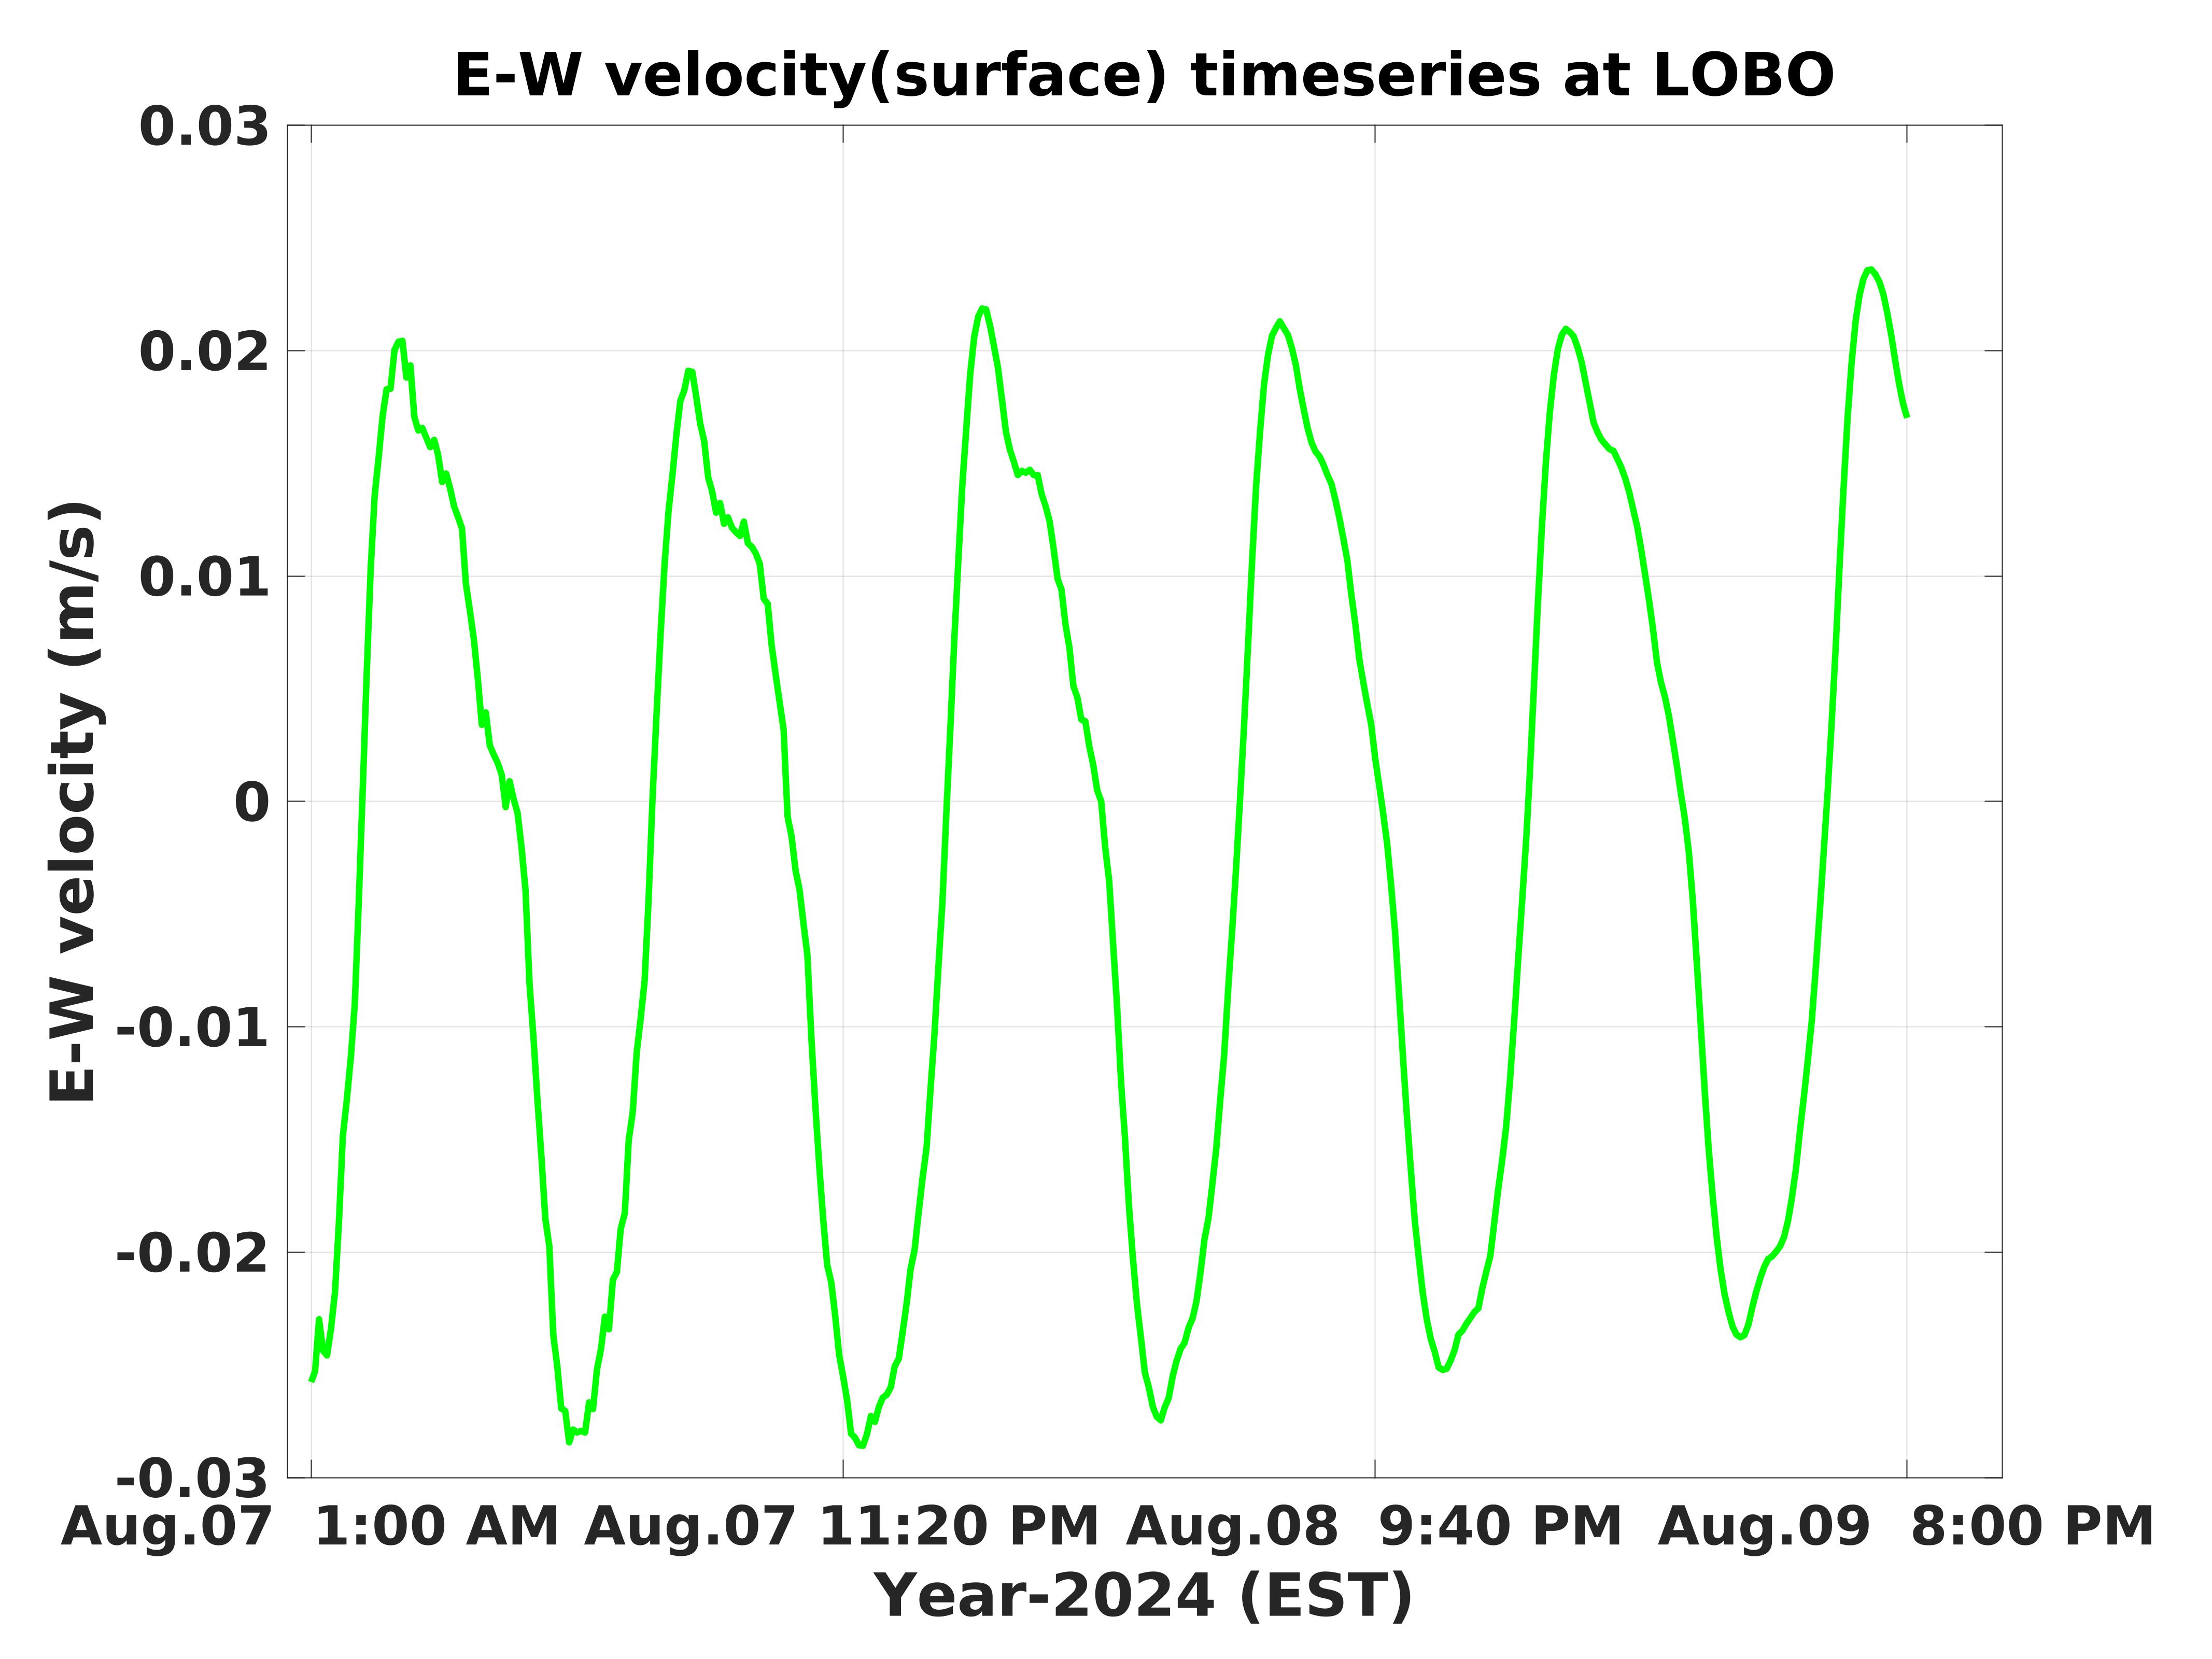 E-W velocity(surface) timeseries at LOBO
0.03
0.02
0.01
0
-0.01
-0.02
-0.03
E-W velocity (m/s)
Aug.07 1:00 AM Aug.07 11:20 PM Aug.08 9:40 PM Aug.09 8:00 PM
Year-2024 (EST)